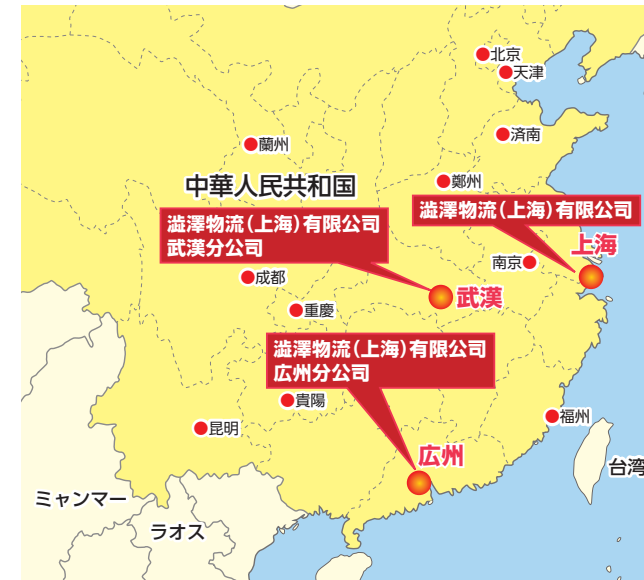 北京
天津
済南
蘭州
中華人民共和国
鄭州
澁澤物流（上海）有限公司
澁澤物流（上海）有限公司
武漢分公司
上海
南京
成都
武漢
重慶
澁澤物流（上海）有限公司
広州分公司
貴陽
福州
昆明
広州
台湾
ミャンマー
ラオス